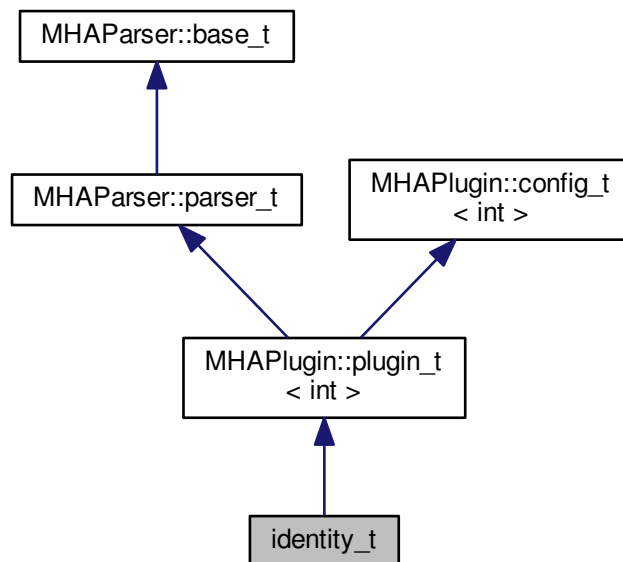 MHAParser::base_t
MHAParser::parser_t
MHAPlugin::config_t
< int >
MHAPlugin::plugin_t
< int >
identity_t